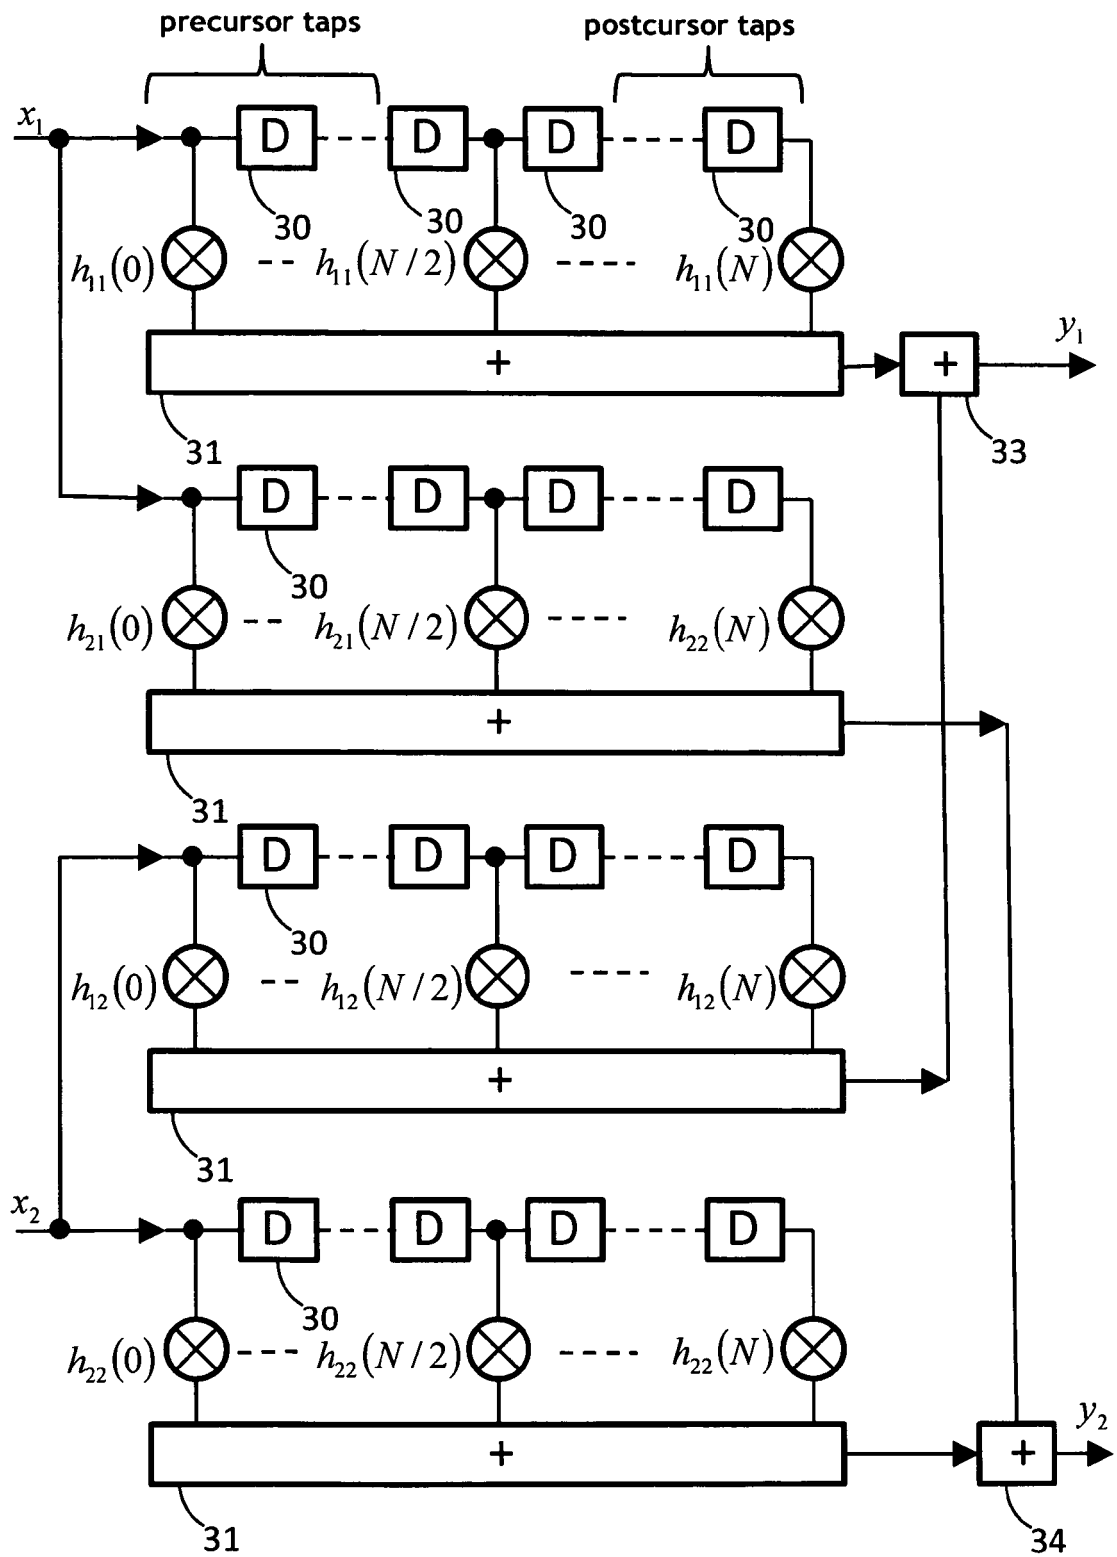 precursor taps postcursor taps
x₁ D D D D
30 30 30 30
h₁₁(0) h₁₁(N/2) h₁₁(N)
+ + y₁
31 33
D D D D
30
h₂₁(0) h₂₁(N/2) h₂₂(N)
+
31
D D D D
30
h₁₂(0) h₁₂(N/2) h₁₂(N)
+
31
x₂ D D D D
30
h₂₂(0) h₂₂(N/2) h₂₂(N)
+ + y₂
31 34